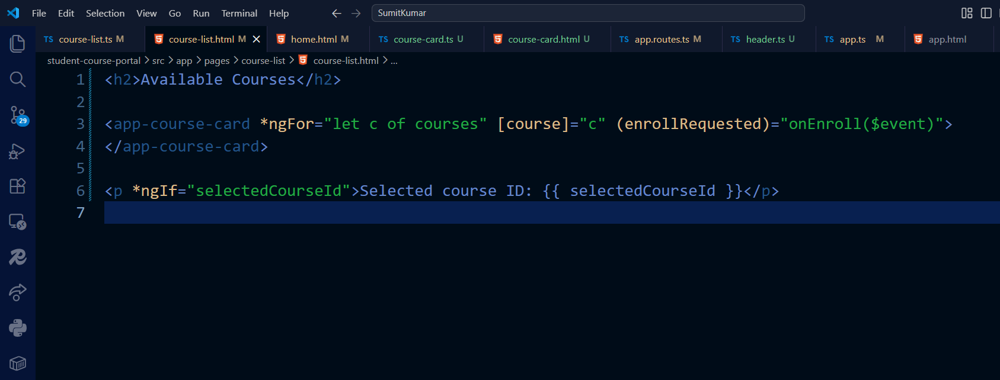 File Edit Selection View Go Run Terminal Help SumitKumar
TS course-list.ts M course-list.html M home.html M TS course-card.ts U course-card.html U TS app.routes.ts M TS header.ts U TS app.ts M app.html
student-course-portal > src > app > pages > course-list > course-list.html > ...
1 <h2>Available Courses</h2>
2
3 <app-course-card *ngFor="let c of courses" [course]="c" (enrollRequested)="onEnroll($event)">
4 </app-course-card>
5
6 <p *ngIf="selectedCourseId">Selected course ID: {{ selectedCourseId }}</p>
7
29